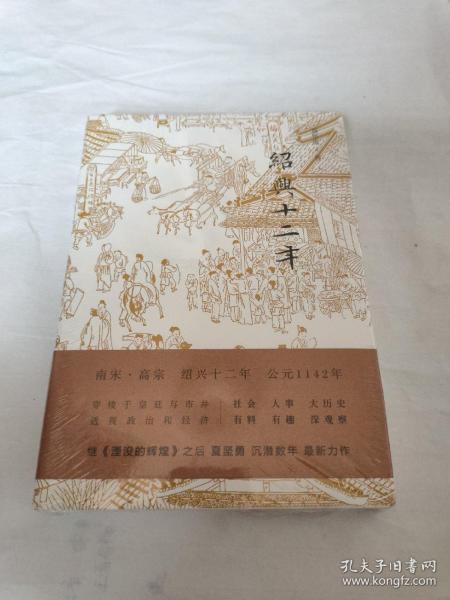 紹興十二年
南宋·高宗 绍兴十二年 公元1142年
穿梭于皇廷与市井 社会 人事 大历史
透视政治和经济 有料 有趣 深观察
继《湮没的辉煌》之后 夏坚勇 沉潜数年 最新力作
孔夫子旧书网
www.kongfz.com